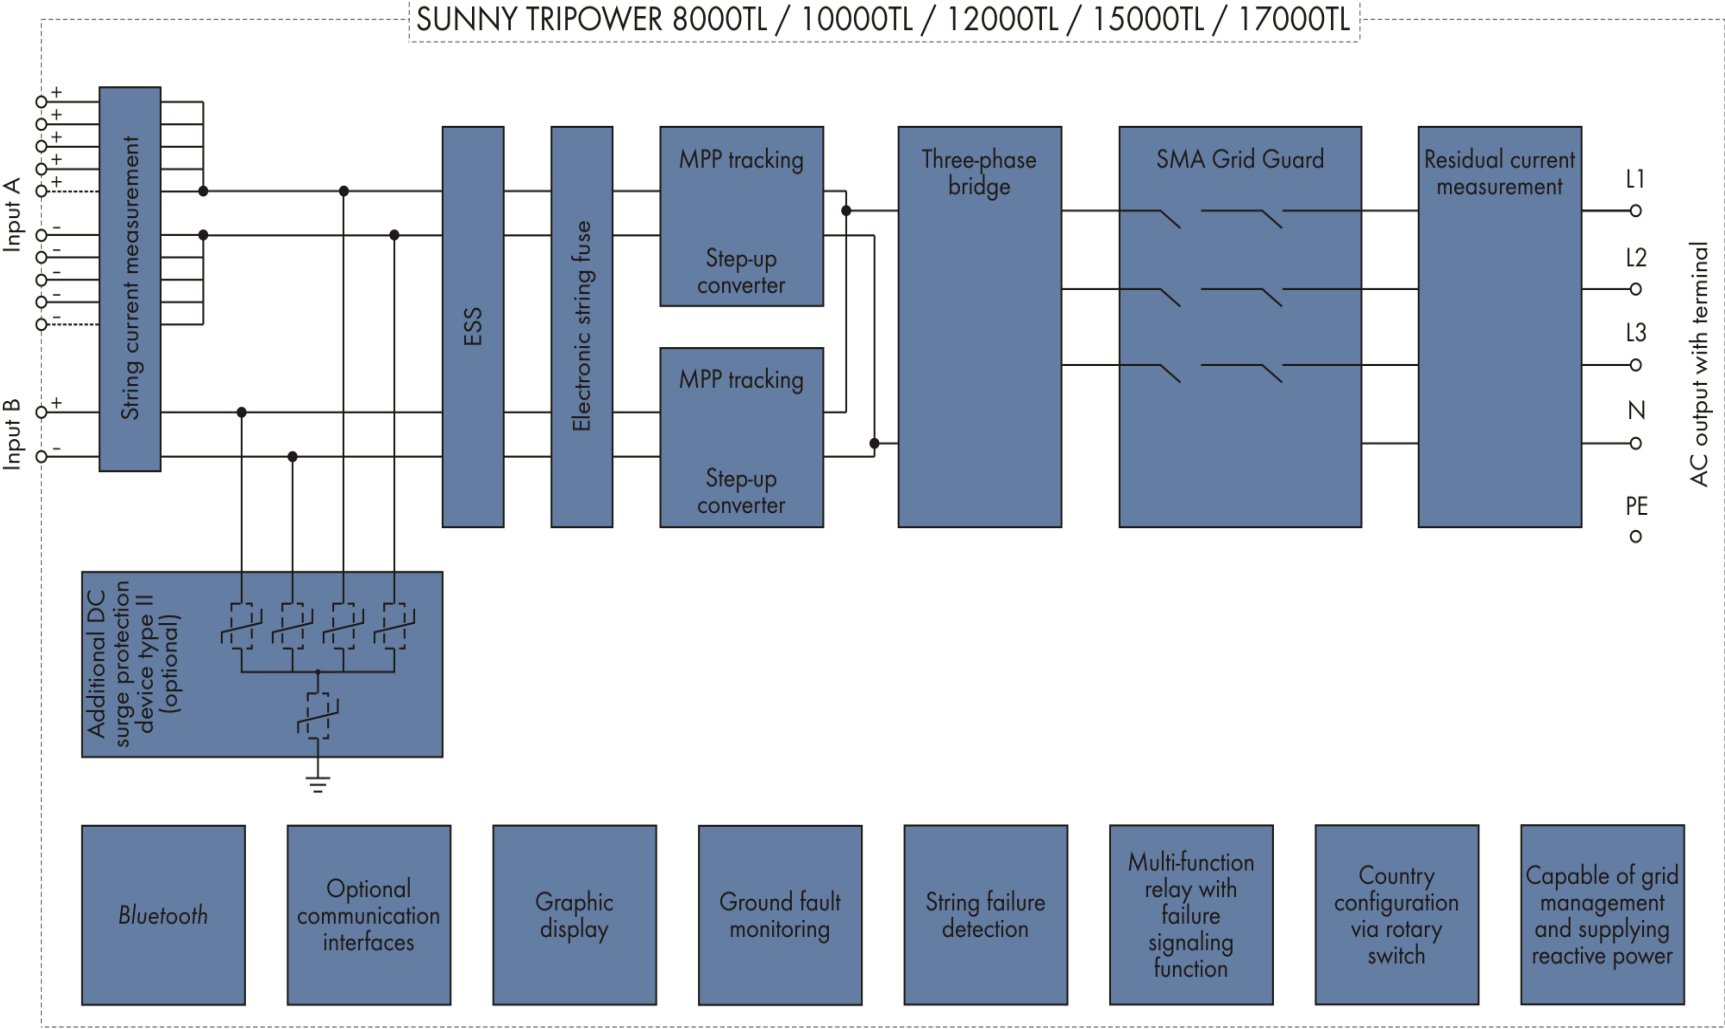 SUNNY TRIPOWER 8000TL / 10000TL / 12000TL / 15000TL / 17000TL
Input A
+
+
+
+
+
-
-
-
-
-
Input B
+
-
String current measurement
ESS
Electronic string fuse
MPP tracking
Step-up
converter
MPP tracking
Step-up
converter
Three-phase
bridge
SMA Grid Guard
Residual current
measurement
L1
L2
L3
N
PE
AC output with terminal
Additional DC
surge protection
device type II
(optional)
Bluetooth
Optional
communication
interfaces
Graphic
display
Ground fault
monitoring
String failure
detection
Multi-function
relay with
failure
signaling
function
Country
configuration
via rotary
switch
Capable of grid
management
and supplying
reactive power